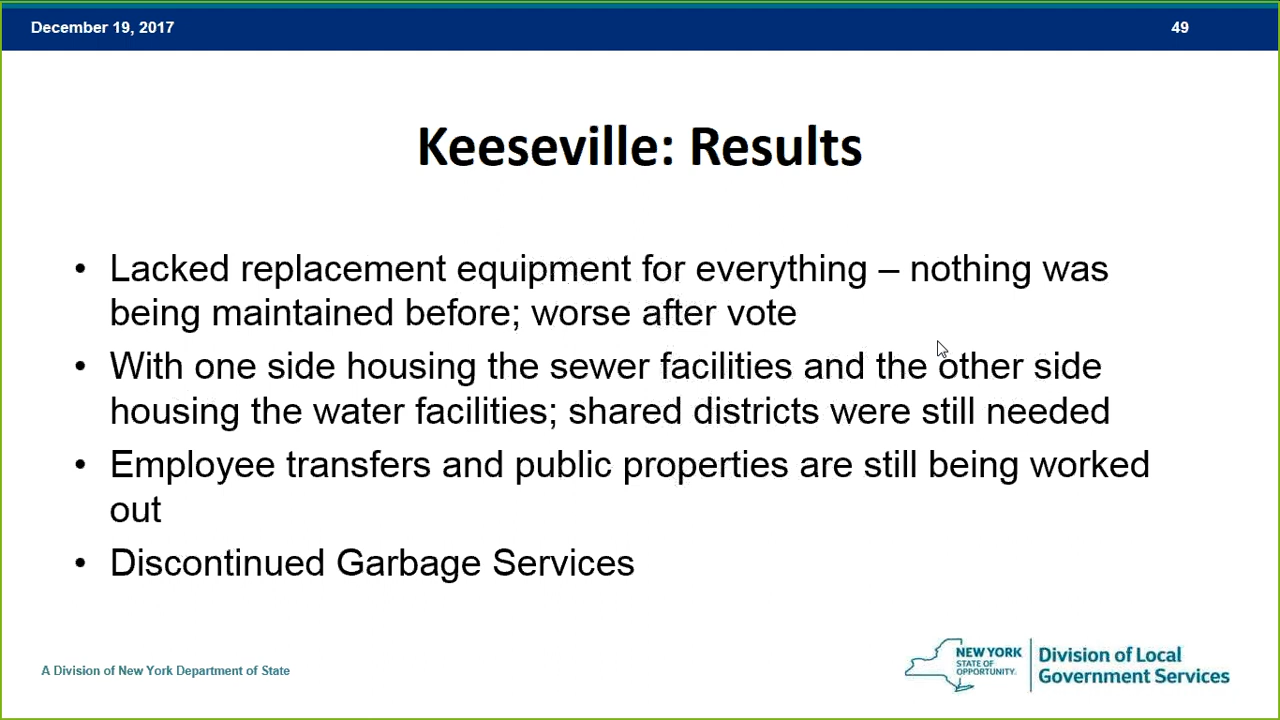 December 19, 2017
49
Keeseville: Results
• Lacked replacement equipment for everything – nothing was
being maintained before; worse after vote
• With one side housing the sewer facilities and the other side
housing the water facilities; shared districts were still needed
• Employee transfers and public properties are still being worked
out
• Discontinued Garbage Services
A Division of New York Department of State
NEW YORK
STATE OF
OPPORTUNITY.
Division of Local
Government Services